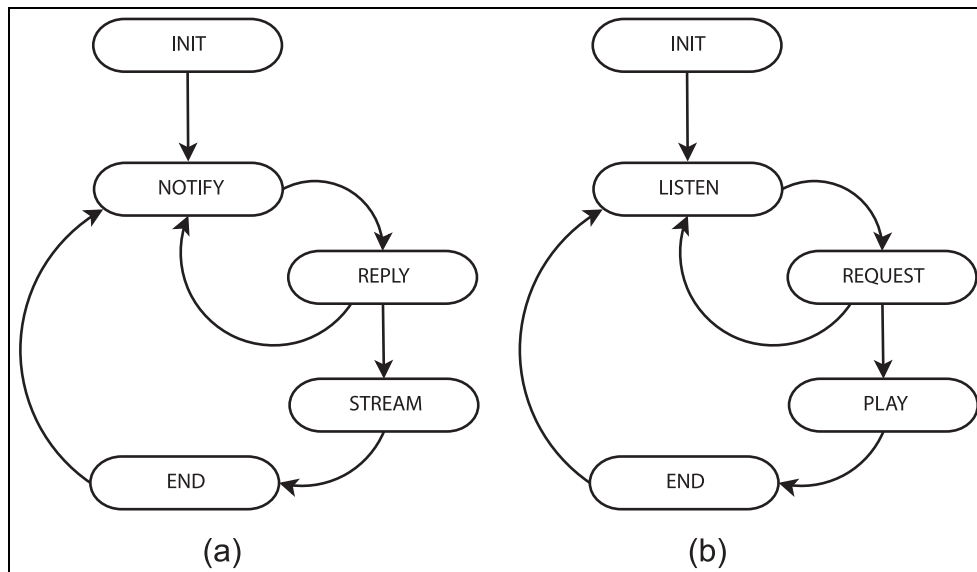 INIT
NOTIFY
REPLY
STREAM
END
(a)
INIT
LISTEN
REQUEST
PLAY
END
(b)